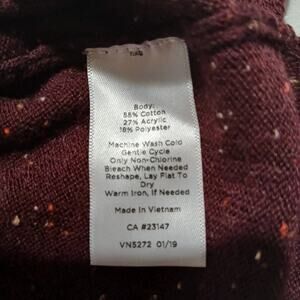 Body:
55% Cotton
27% Acrylic
18% Polyester
Machine Wash Cold
Gentle Cycle
Only Non-Chlorine
Bleach When Needed
Reshape, Lay Flat To
Dry
Warm Iron, If Needed
Made In Vietnam
CA #23147
VN5272 01/19